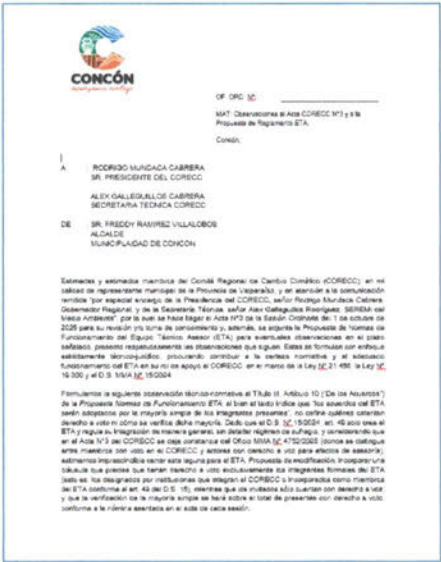 CONCÓN
OF. ORD. Nº
MAT: Observaciones al Acta CORECC Nº3 y a la
Propuesta de Reglamento ETA.
Concón,
A RODRIGO MUNDACA CABRERA
SR. PRESIDENTE DEL CORECC
ALEX GALLEGUILLOS CABRERA
SECRETARIA TECNICA CORECC
DE SR. FREDDY RAMIREZ VILLALOBOS
ALCALDE
MUNICIPALIDAD DE CONCÓN
Estimadas y estimados miembros del Comité Regional de Cambio Climático (CORECC), en mi
calidad de representante municipal de la Provincia de Valparaíso, y en atención a la comunicación
remitida "por especial encargo de la Presidencia del CORECC, señor Rodrigo Mundaca Cabrera,
Gobernador Regional, y de la Secretaría Técnica, señor Alex Galleguillos Rodríguez, SEREMI del
Medio Ambiente", por la cual se hace llegar el Acta Nº3 de la Sesión Ordinaria del 1 de octubre de
2025 para su revisión y/o toma de conocimiento y, además, se adjunta la Propuesta de Normas de
Funcionamiento del Equipo Técnico Asesor (ETA) para eventuales observaciones en el plazo
señalado, presento respetuosamente las observaciones que siguen. Estas se formulan con enfoque
estrictamente técnico-jurídico, procurando contribuir a la certeza normativa y al adecuado
funcionamiento del ETA en su rol de apoyo al CORECC, en el marco de la Ley Nº 21.455, la Ley Nº
19.300 y el D.S. MMA Nº 15/2024.
Formulamos la siguiente observación técnico-normativa al Título III, Artículo 10 ("De los Acuerdos")
de la Propuesta Normas de Funcionamiento ETA: si bien el texto indica que "los acuerdos del ETA
serán adoptados por la mayoría simple de los integrantes presentes", no define quiénes ostentan
derecho a voto ni cómo se verifica dicha mayoría. Dado que el D.S. Nº 15/2024, art. 49 solo crea el
ETA y regula su integración de manera general, sin detallar régimen de sufragio, y considerando que
en el Acta Nº3 del CORECC se deja constancia del Oficio MMA Nº 4752/2025 (donde se distingue
entre miembros con voto en el CORECC y actores con derecho a voz para efectos de asesoría),
estimamos imprescindible cerrar esta laguna para el ETA. Propuesta de modificación: incorporar una
cláusula que precise que tienen derecho a voto exclusivamente los integrantes formales del ETA
(esto es, los designados por instituciones que integran el CORECC o incorporados como miembros
del ETA conforme al art. 49 del D.S. 15), mientras que los invitados sólo cuentan con derecho a voz;
y que la verificación de la mayoría simple se hará sobre el total de presentes con derecho a voto,
conforme a la nómina asentada en el acta de cada sesión.